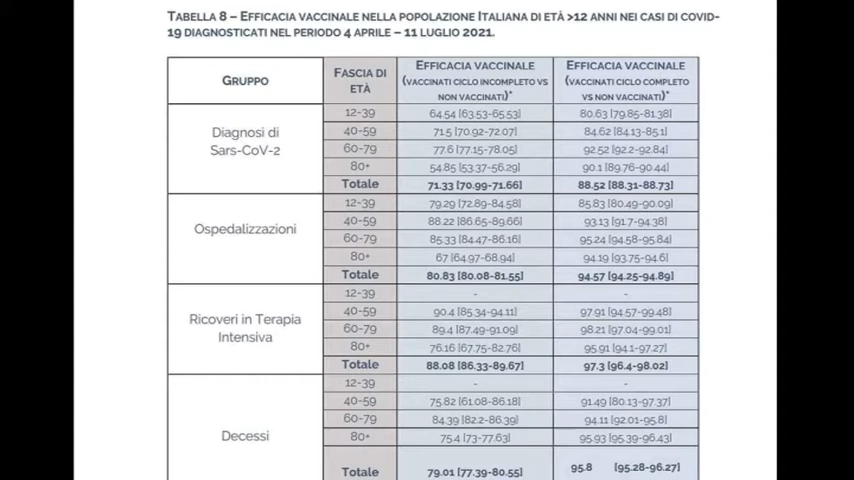 TABELLA 8 – EFFICACIA VACCINALE NELLA POPOLAZIONE ITALIANA DI ETÀ >12 ANNI NEI CASI DI COVID-
19 DIAGNOSTICATI NEL PERIODO 4 APRILE – 11 LUGLIO 2021.
GRUPPO
FASCIA DI
ETÀ
EFFICACIA VACCINALE
(VACCINATI CICLO INCOMPLETO VS
NON VACCINATI)*
EFFICACIA VACCINALE
(VACCINATI CICLO COMPLETO
VS NON VACCINATI)*
Diagnosi di
Sars-CoV-2
12-39 64.54 [63.53-65.53] 80.63 [79.85-81.38]
40-59 71.5 [70.92-72.07] 84.62 [84.13-85.1]
60-79 77.6 [77.15-78.05] 92.52 [92.2-92.84]
80+ 54.85 [53.37-56.29] 90.1 [89.76-90.44]
Totale 71.33 [70.99-71.66] 88.52 [88.31-88.73]
Ospedalizzazioni
12-39 79.29 [72.89-84.58] 85.83 [80.49-90.09]
40-59 88.22 [86.65-89.66] 93.13 [91.7-94.38]
60-79 85.33 [84.47-86.16] 95.24 [94.58-95.84]
80+ 67 [64.97-68.94] 94.19 [93.75-94.6]
Totale 80.83 [80.08-81.55] 94.57 [94.25-94.89]
Ricoveri in Terapia
Intensiva
12-39 - -
40-59 90.4 [85.34-94.11] 97.91 [94.57-99.48]
60-79 89.4 [87.49-91.09] 98.21 [97.04-99.01]
80+ 76.16 [67.75-82.76] 95.91 [94.1-97.27]
Totale 88.08 [86.33-89.67] 97.3 [96.4-98.02]
Decessi
12-39 - -
40-59 75.82 [61.08-86.18] 91.49 [80.13-97.37]
60-79 84.39 [82.2-86.39] 94.11 [92.01-95.8]
80+ 75.4 [73-77.63] 95.93 [95.39-96.43]
Totale 79.01 [77.39-80.55] 95.8 [95.28-96.27]